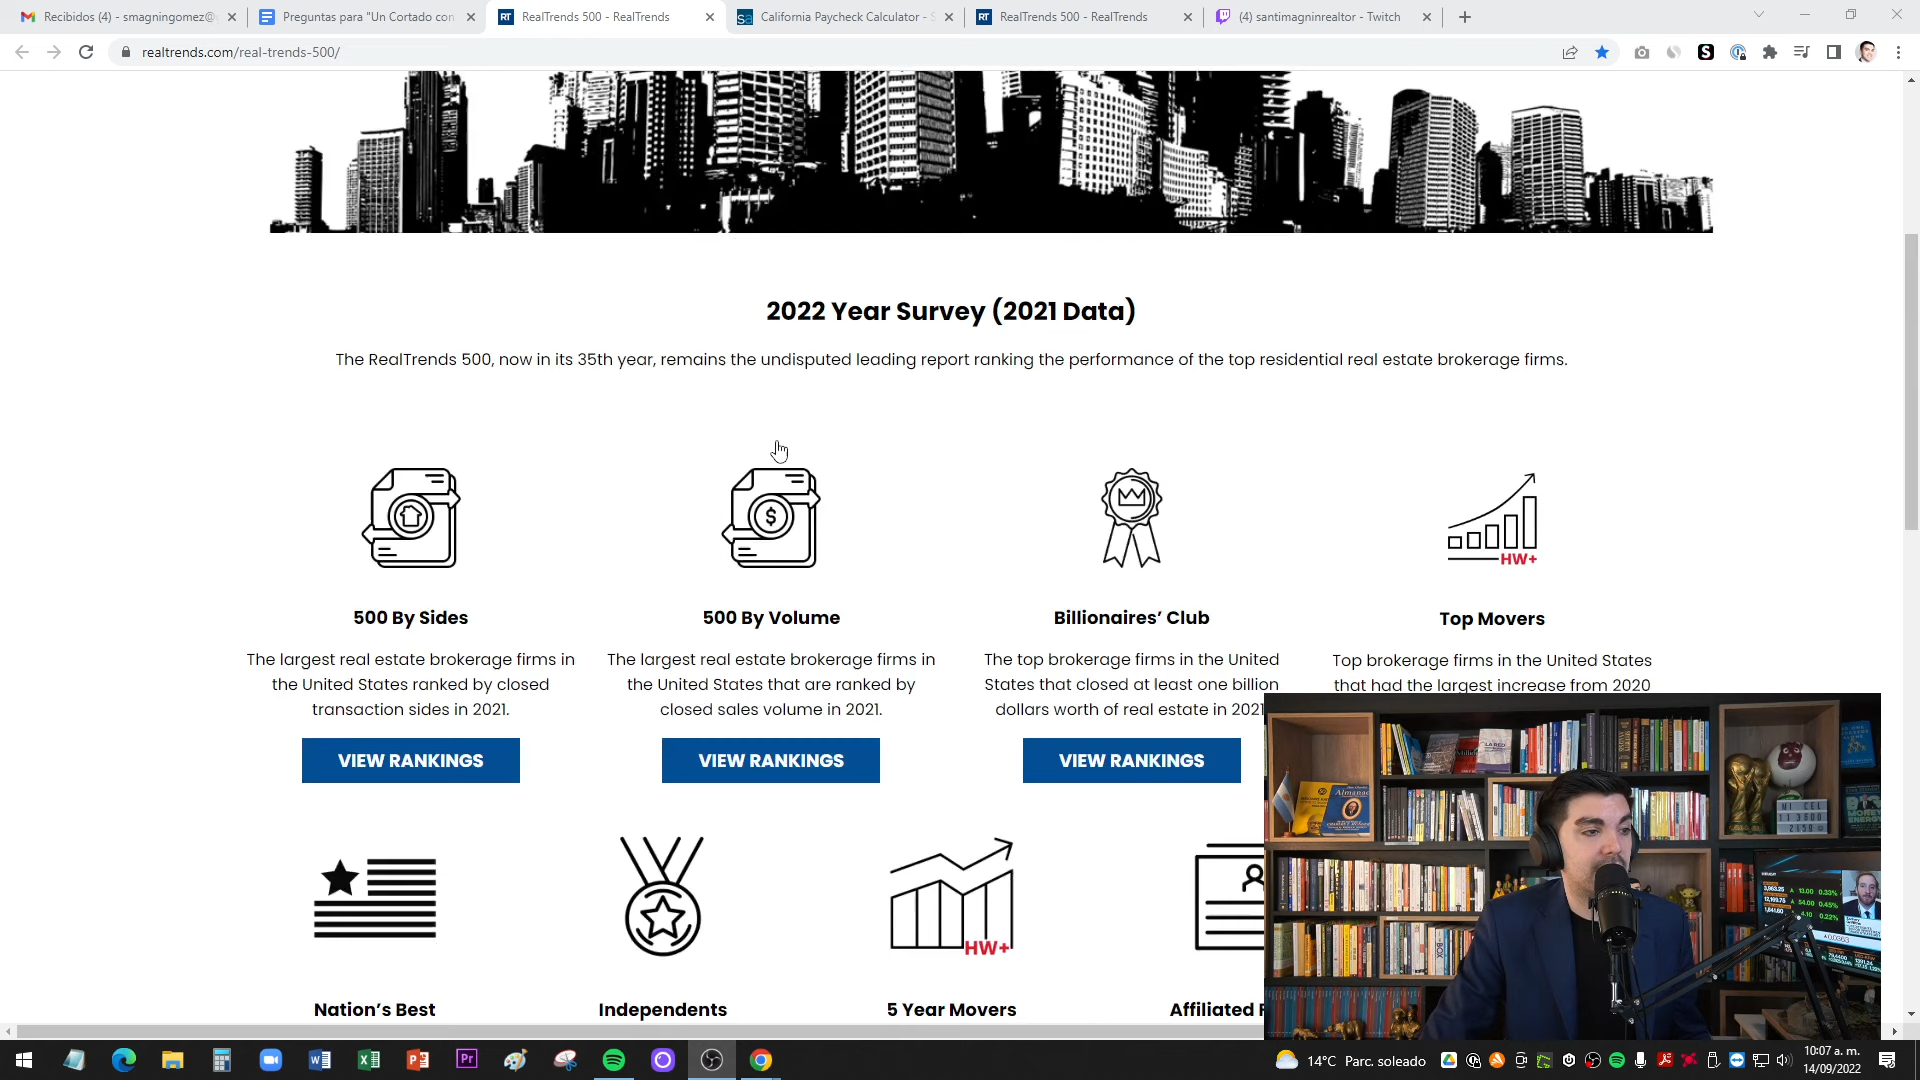 Recibidos (4) - smagningomez@
Preguntas para "Un Cortado con
RealTrends 500 - RealTrends
California Paycheck Calculator - S
RealTrends 500 - RealTrends
(4) santimagninrealtor - Twitch
realtrends.com/real-trends-500/
2022 Year Survey (2021 Data)
The RealTrends 500, now in its 35th year, remains the undisputed leading report ranking the performance of the top residential real estate brokerage firms.
HW+
500 By Sides
500 By Volume
Billionaires' Club
Top Movers
The largest real estate brokerage firms in
the United States ranked by closed
transaction sides in 2021.
The largest real estate brokerage firms in
the United States that are ranked by
closed sales volume in 2021.
The top brokerage firms in the United
States that closed at least one billion
dollars worth of real estate in 2021
Top brokerage firms in the United States
that had the largest increase from 2020
VIEW RANKINGS
VIEW RANKINGS
VIEW RANKINGS
HW+
Nation's Best
Independents
5 Year Movers
Affiliated F
LA RED
Almanac
MONEY
ENERGY
BOX
14°C Parc. soleado
10:07 a. m.
14/09/2022